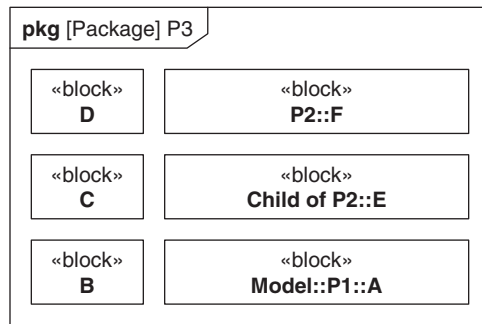 pkg [Package] P3
«block»
D
«block»
P2::F
«block»
C
«block»
Child of P2::E
«block»
B
«block»
Model::P1::A